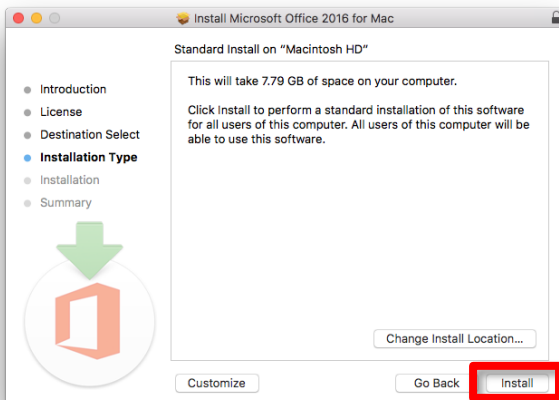 Install Microsoft Office 2016 for Mac
Standard Install on “Macintosh HD”
Introduction
License
Destination Select
Installation Type
Installation
Summary
This will take 7.79 GB of space on your computer.
Click Install to perform a standard installation of this software
for all users of this computer. All users of this computer will be
able to use this software.
Change Install Location...
Customize
Go Back
Install